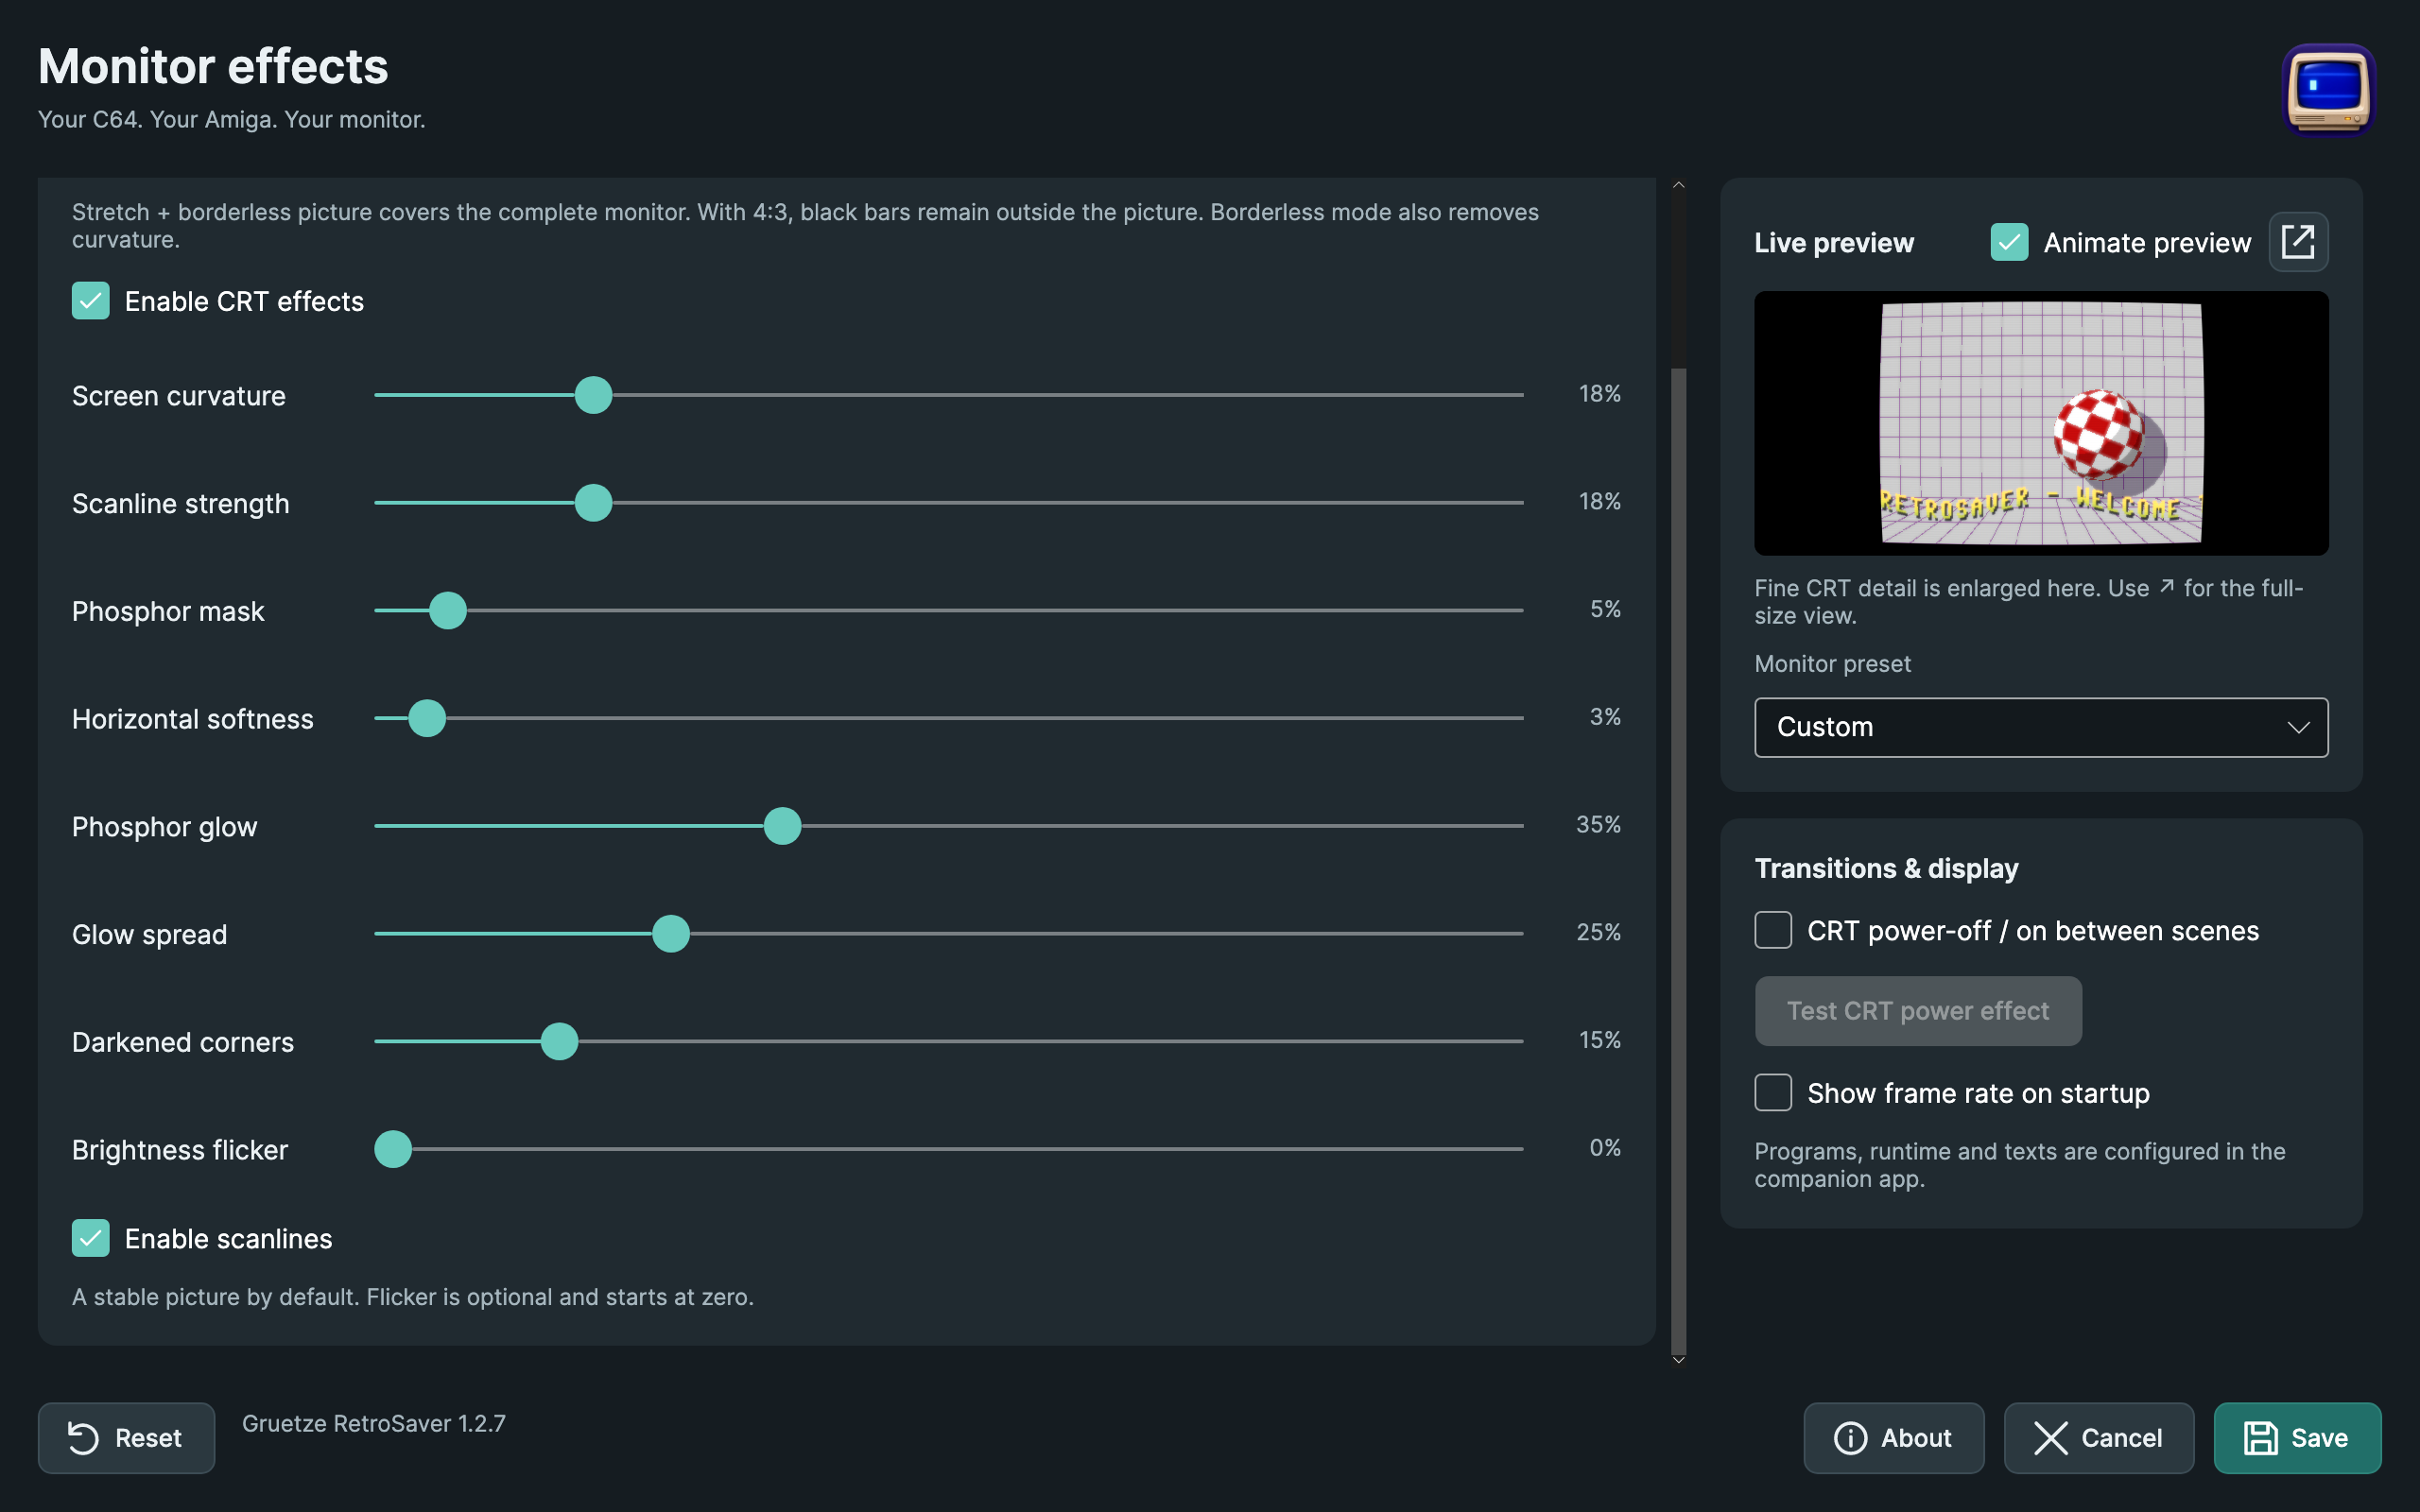 Monitor effects
Your C64. Your Amiga. Your monitor.
Stretch + borderless picture covers the complete monitor. With 4:3, black bars remain outside the picture. Borderless mode also removes
curvature.
Enable CRT effects
Screen curvature 18%
Scanline strength 18%
Phosphor mask 5%
Horizontal softness 3%
Phosphor glow 35%
Glow spread 25%
Darkened corners 15%
Brightness flicker 0%
Enable scanlines
A stable picture by default. Flicker is optional and starts at zero.
Live preview
Animate preview
RETROSAVER - WELCOME
Fine CRT detail is enlarged here. Use ↗ for the full-
size view.
Monitor preset
Custom
Transitions & display
CRT power-off / on between scenes
Test CRT power effect
Show frame rate on startup
Programs, runtime and texts are configured in the
companion app.
Reset
Gruetze RetroSaver 1.2.7
About
Cancel
Save